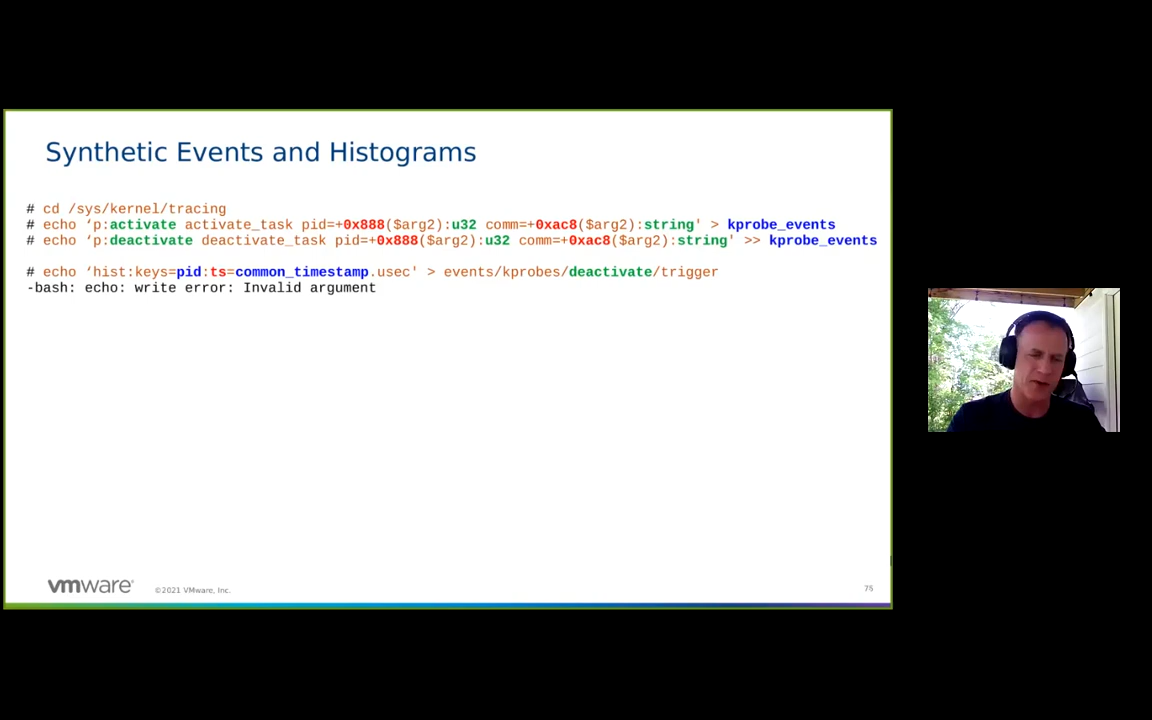 Synthetic Events and Histograms
# cd /sys/kernel/tracing
# echo ‘p:activate activate_task pid=+0x888($arg2):u32 comm=+0xac8($arg2):string' > kprobe_events
# echo ‘p:deactivate deactivate_task pid=+0x888($arg2):u32 comm=+0xac8($arg2):string' >> kprobe_events
# echo ‘hist:keys=pid:ts=common_timestamp.usec' > events/kprobes/deactivate/trigger
-bash: echo: write error: Invalid argument
vmware®
©2021 VMware, Inc.
75